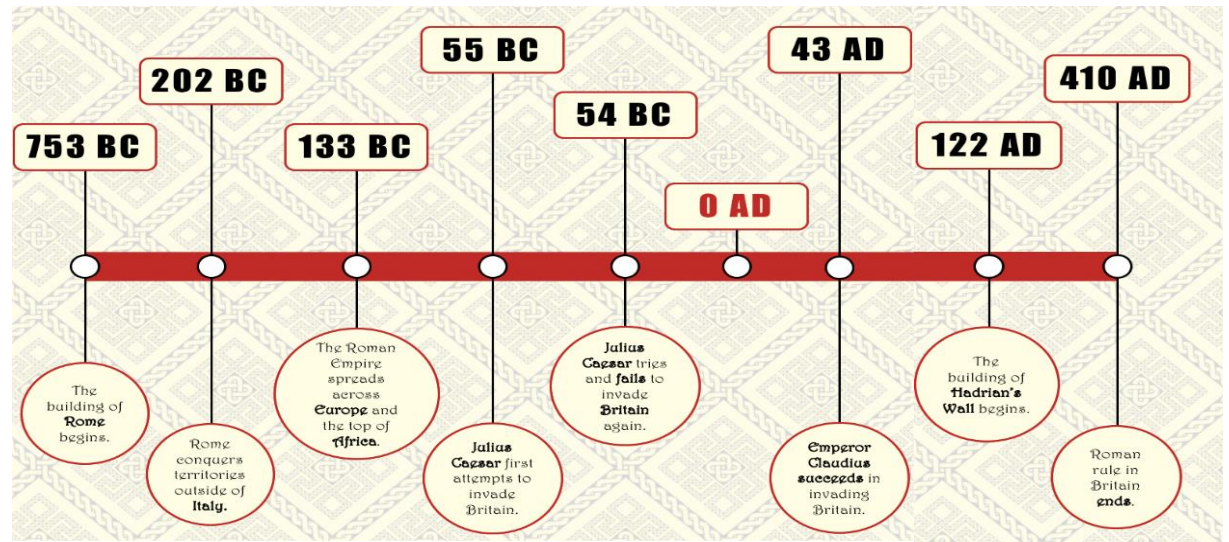 753 BC
The
building of
Rome
begins.
202 BC
Rome
conquers
territories
outside of
Italy.
133 BC
The Roman
Empire
spreads
across
Europe and
the top of
Africa.
55 BC
Julius
Caesar first
attempts to
invade
Britain.
54 BC
Julius
Caesar tries
and fails to
invade
Britain
again.
0 AD
43 AD
Emperor
Claudius
succeeds in
invading
Britain.
122 AD
The
building of
Hadrian's
Wall begins.
410 AD
Roman
rule in
Britain
ends.